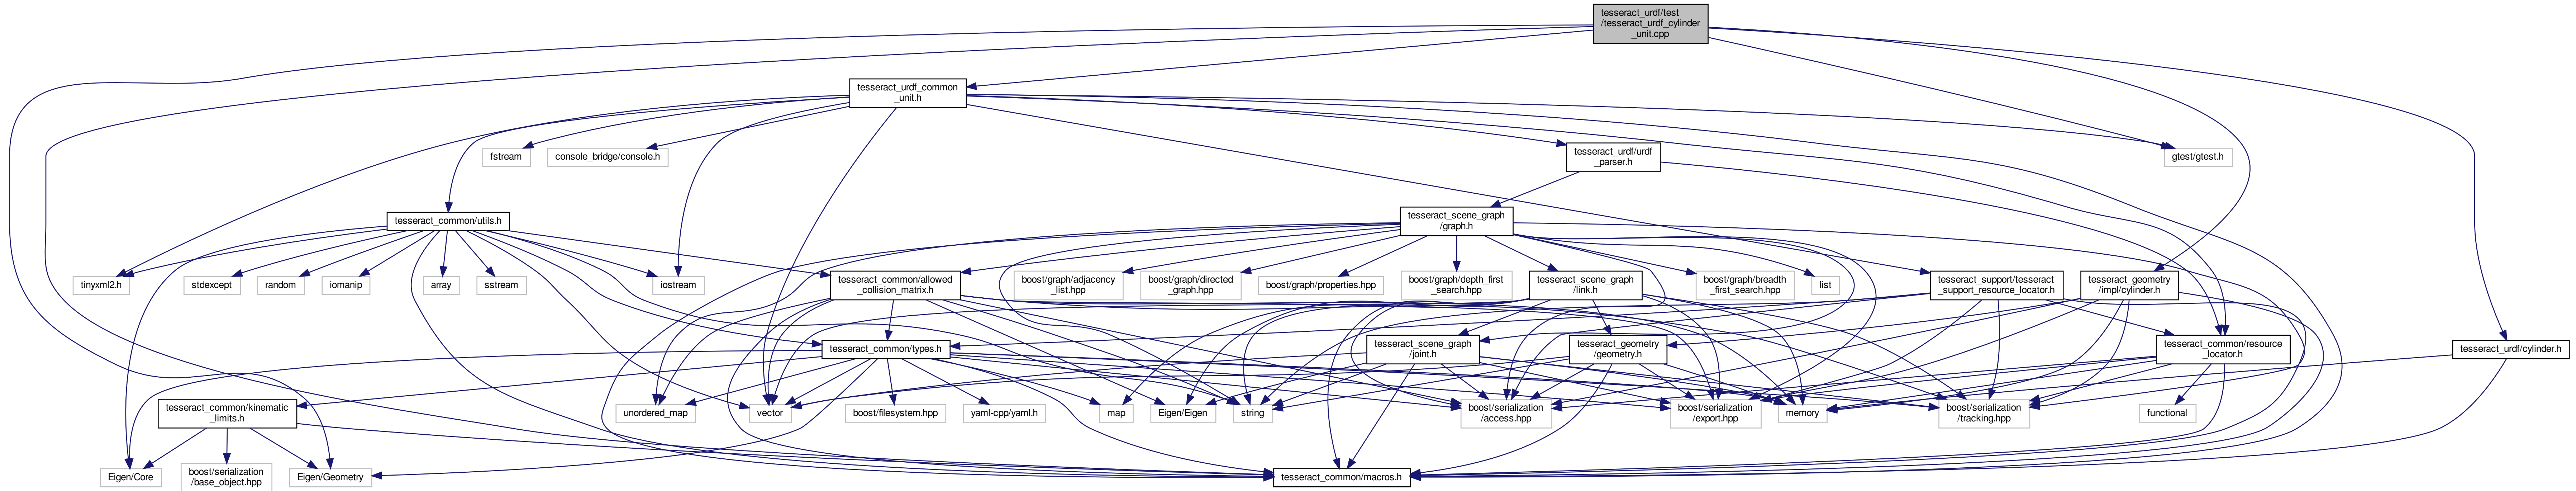 tesseract_urdf/test
/tesseract_urdf_cylinder
_unit.cpp
tesseract_urdf_common
_unit.h
fstream
console_bridge/console.h
tesseract_urdf/urdf
_parser.h
gtest/gtest.h
tesseract_common/utils.h
tesseract_scene_graph
/graph.h
tinyxml2.h
stdexcept
random
iomanip
array
sstream
iostream
tesseract_common/allowed
_collision_matrix.h
boost/graph/adjacency
_list.hpp
boost/graph/directed
_graph.hpp
boost/graph/properties.hpp
boost/graph/depth_first
_search.hpp
tesseract_scene_graph
/link.h
boost/graph/breadth
_first_search.hpp
list
tesseract_support/tesseract
_support_resource_locator.h
tesseract_geometry
/impl/cylinder.h
tesseract_common/types.h
tesseract_scene_graph
/joint.h
tesseract_geometry
/geometry.h
tesseract_common/resource
_locator.h
tesseract_urdf/cylinder.h
tesseract_common/kinematic
_limits.h
unordered_map
vector
boost/filesystem.hpp
yaml-cpp/yaml.h
map
Eigen/Eigen
string
boost/serialization
/access.hpp
boost/serialization
/export.hpp
memory
boost/serialization
/tracking.hpp
functional
Eigen/Core
boost/serialization
/base_object.hpp
Eigen/Geometry
tesseract_common/macros.h